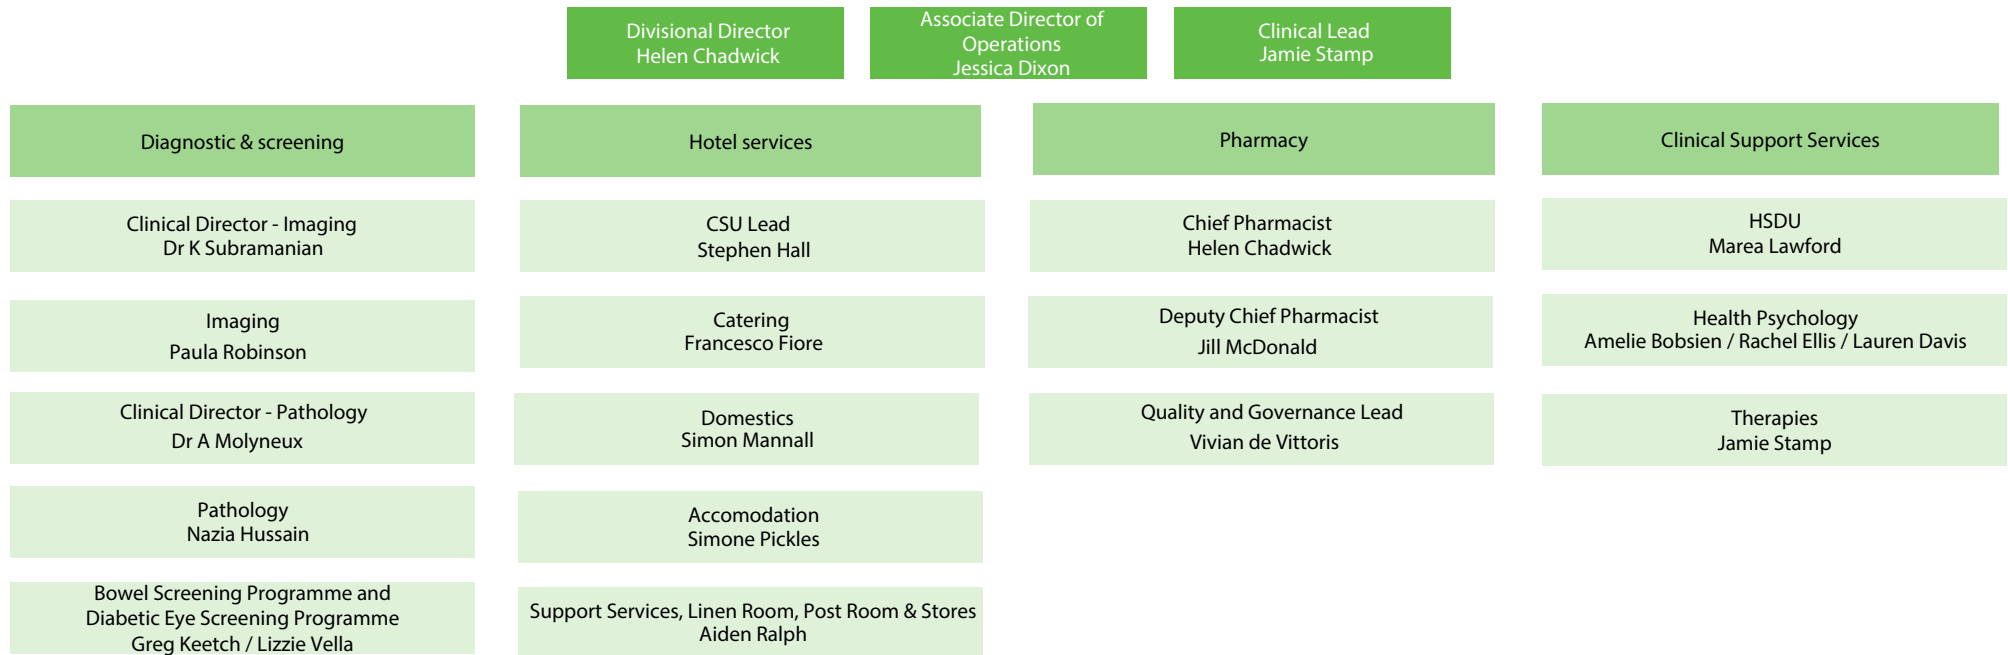 Divisional Director
Helen Chadwick
Associate Director of
Operations
Jessica Dixon
Clinical Lead
Jamie Stamp
Diagnostic & screening
Clinical Director - Imaging
Dr K Subramanian
Imaging
Paula Robinson
Clinical Director - Pathology
Dr A Molyneux
Pathology
Nazia Hussain
Bowel Screening Programme and
Diabetic Eye Screening Programme
Greg Keetch / Lizzie Vella
Hotel services
CSU Lead
Stephen Hall
Catering
Francesco Fiore
Domestics
Simon Mannall
Accomodation
Simone Pickles
Support Services, Linen Room, Post Room & Stores
Aiden Ralph
Pharmacy
Chief Pharmacist
Helen Chadwick
Deputy Chief Pharmacist
Jill McDonald
Quality and Governance Lead
Vivian de Vittoris
Clinical Support Services
HSDU
Marea Lawford
Health Psychology
Amelie Bobsien / Rachel Ellis / Lauren Davis
Therapies
Jamie Stamp